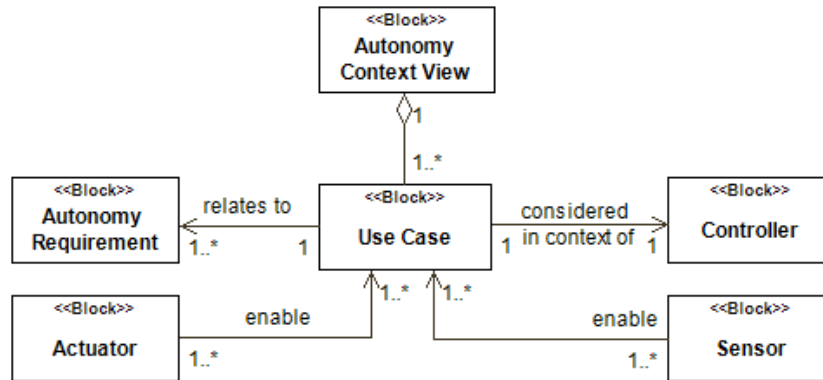 <<Block>>
Autonomy
Context View
1
1..*
<<Block>>
Autonomy
Requirement
relates to
1..*
1
<<Block>>
Use Case
considered
in context of
1
1
<<Block>>
Controller
1..*
1..*
<<Block>>
Actuator
enable
1..*
enable
1..*
<<Block>>
Sensor